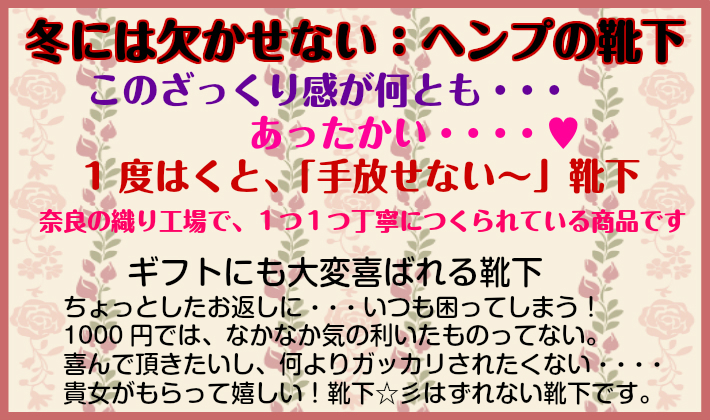 冬には欠かせない：ヘンプの靴下
このざっくり感が何とも・・・
あったかい・・・・♥
１度はくと、「手放せない～」靴下
奈良の織り工場で、１つ１つ丁寧につくられている商品です
ギフトにも大変喜ばれる靴下
ちょっとしたお返しに・・・いつも困ってしまう！
1000円では、なかなか気の利いたものってない。
喜んで頂きたいし、何よりガッカリされたくない・・・・
貴女がもらって嬉しい！靴下☆彡はずれない靴下です。